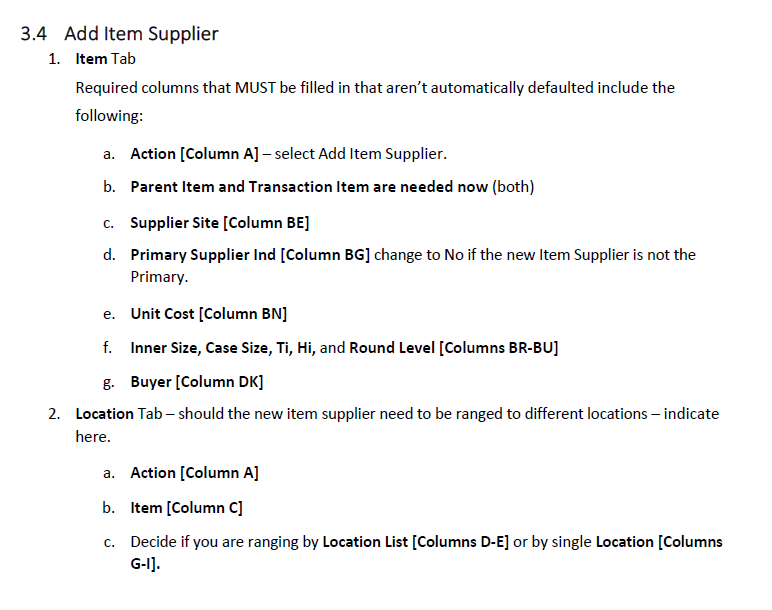 3.4 Add Item Supplier
1. Item Tab
Required columns that MUST be filled in that aren't automatically defaulted include the
following:
a. Action [Column A] – select Add Item Supplier.
b. Parent Item and Transaction Item are needed now (both)
c. Supplier Site [Column BE]
d. Primary Supplier Ind [Column BG] change to No if the new Item Supplier is not the
Primary.
e. Unit Cost [Column BN]
f. Inner Size, Case Size, Ti, Hi, and Round Level [Columns BR-BU]
g. Buyer [Column DK]
2. Location Tab – should the new item supplier need to be ranged to different locations – indicate
here.
a. Action [Column A]
b. Item [Column C]
c. Decide if you are ranging by Location List [Columns D-E] or by single Location [Columns
G-I].